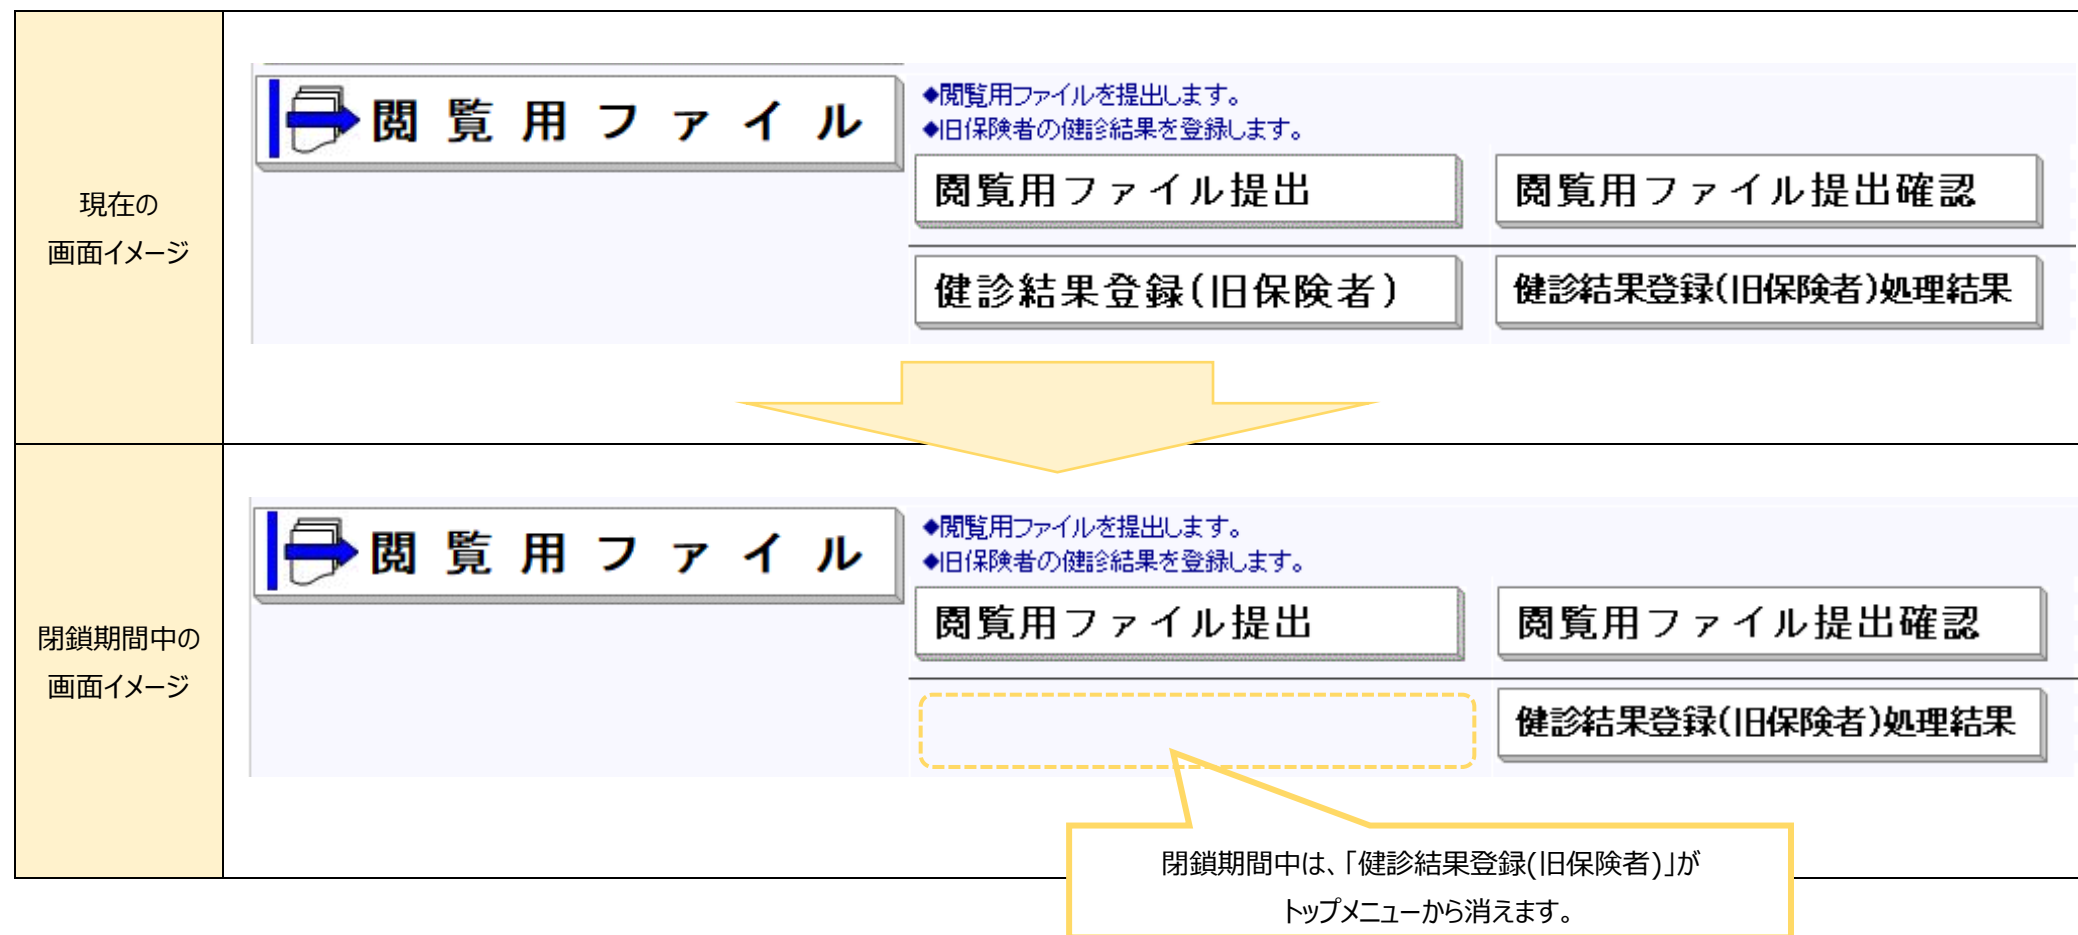 現在の
画面イメージ
閲覧用ファイル
◆閲覧用ファイルを提出します。
◆旧保険者の健診結果を登録します。
閲覧用ファイル提出
閲覧用ファイル提出確認
健診結果登録(旧保険者)
健診結果登録(旧保険者)処理結果
閉鎖期間中の
画面イメージ
閲覧用ファイル
◆閲覧用ファイルを提出します。
◆旧保険者の健診結果を登録します。
閲覧用ファイル提出
閲覧用ファイル提出確認
健診結果登録(旧保険者)処理結果
閉鎖期間中は、「健診結果登録(旧保険者)」が
トップメニューから消えます。